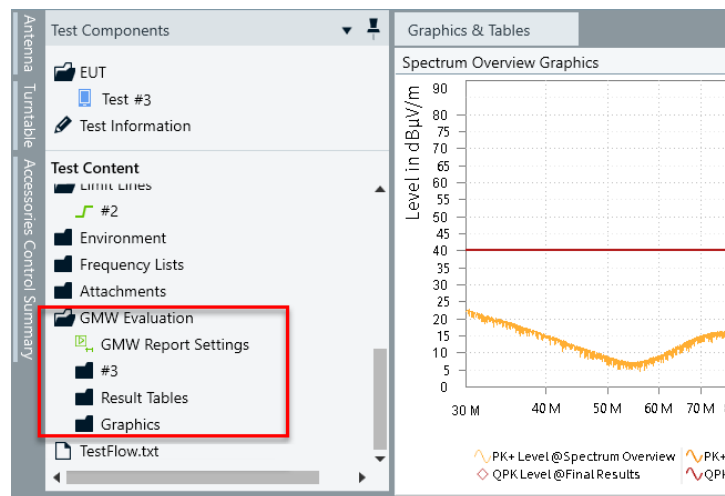 Antenna
Turntable
Accessories Control
Summary
Test Components
EUT
Test #3
Test Information
Test Content
Limit Lines
#2
Environment
Frequency Lists
Attachments
GMW Evaluation
GMW Report Settings
#3
Result Tables
Graphics
TestFlow.txt
Graphics & Tables
Spectrum Overview Graphics
Level in dBµV/m
90
80
75
70
65
60
55
50
45
40
35
30
25
20
15
10
5
0
30 M 40 M 50 M 60 M 70 M
PK+ Level@Spectrum Overview PK+
QPK Level@Final Results QPK